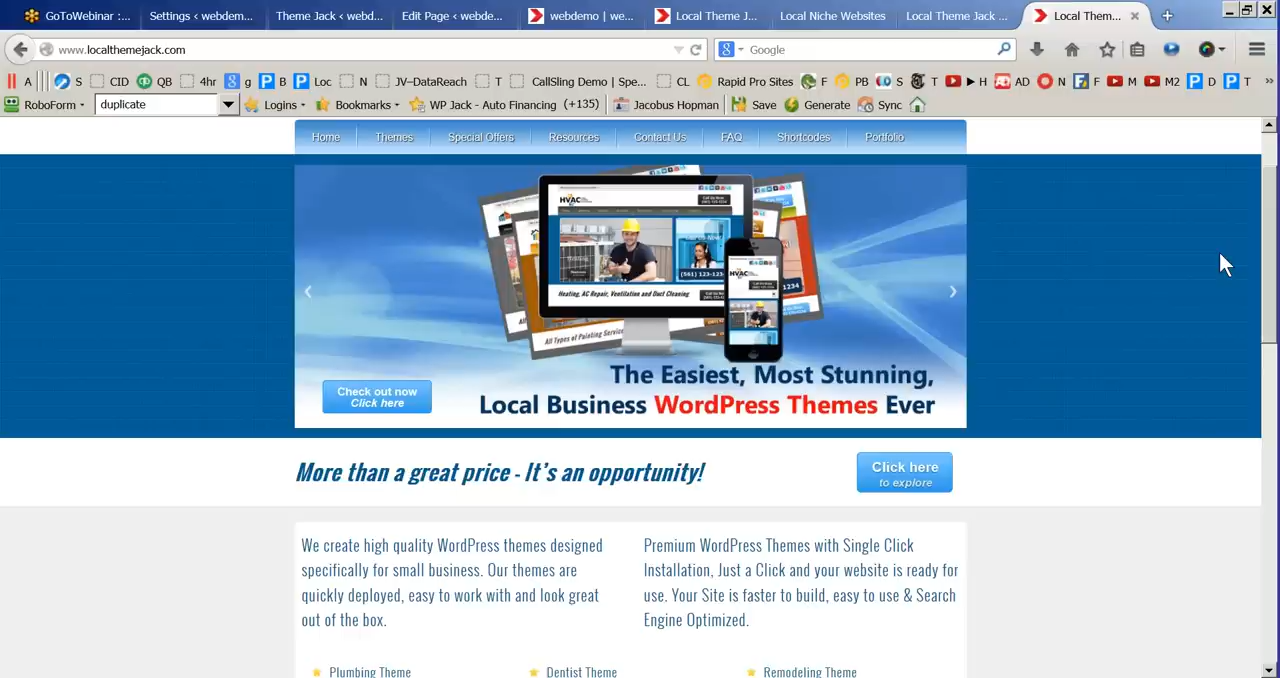 GoToWebinar :...
Settings ‹ webdem...
Theme Jack ‹ webd...
Edit Page ‹ webde...
webdemo | we...
Local Theme J...
Local Niche Websites
Local Theme Jack ...
Local Them...
www.localthemejack.com
Google
A
S
CID
QB
4hr
g
B
Loc
N
JV--DataReach
T
CallSling Demo | Spe...
CL
Rapid Pro Sites
F
PB
S
T
H
AD
N
F
M
M2
D
T
RoboForm
duplicate
Logins
Bookmarks
WP Jack - Auto Financing (+135)
Jacobus Hopman
Save
Generate
Sync
Home
Themes
Special Offers
Resources
Contact Us
FAQ
Shortcodes
Portfolio
HVAC
(561) 123-123
Heating, AC Repair, Ventilation and Duct Cleaning
All Types of Painting Service
HVAC
1234
The Easiest, Most Stunning,
Local Business WordPress Themes Ever
Check out now
Click here
More than a great price - It's an opportunity!
Click here
to explore
We create high quality WordPress themes designed
specifically for small business. Our themes are
quickly deployed, easy to work with and look great
out of the box.
Premium WordPress Themes with Single Click
Installation, Just a Click and your website is ready for
use. Your Site is faster to build, easy to use & Search
Engine Optimized.
Plumbing Theme
Dentist Theme
Remodeling Theme